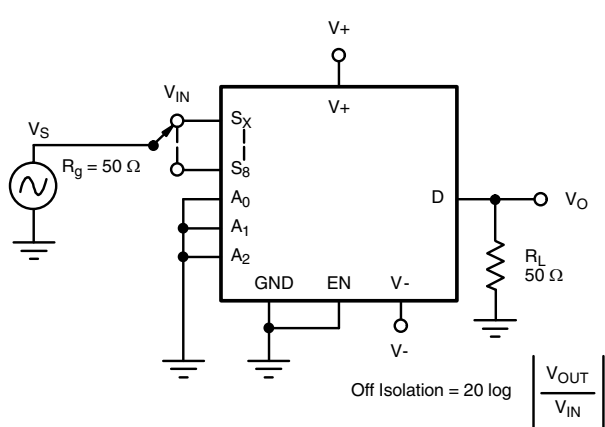 V+
V+
VIN
VS
Rg = 50 Ω
SX
S8
A0
A1
A2
D
VO
RL
50 Ω
GND
EN
V-
V-
Off Isolation = 20 log
VOUT
VIN